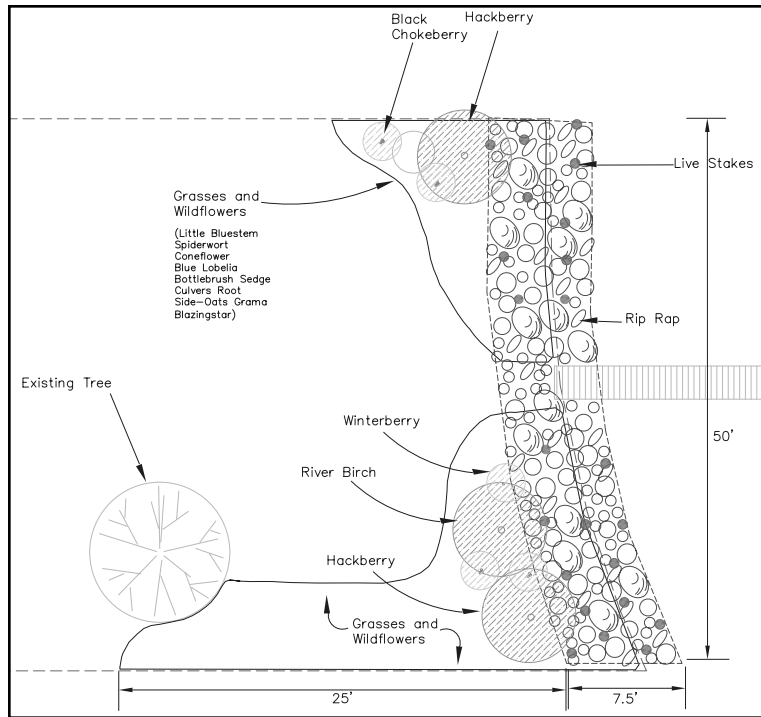 Black
Chokeberry
Hackberry
Live Stakes
Grasses and
Wildflowers
(Little Bluestem
Spiderwort
Coneflower
Blue Lobelia
Bottlebrush Sedge
Culvers Root
Side-Oats Grama
Blazingstar)
Rip Rap
Existing Tree
Winterberry
50'
River Birch
Hackberry
Grasses and
Wildflowers
25'
7.5'